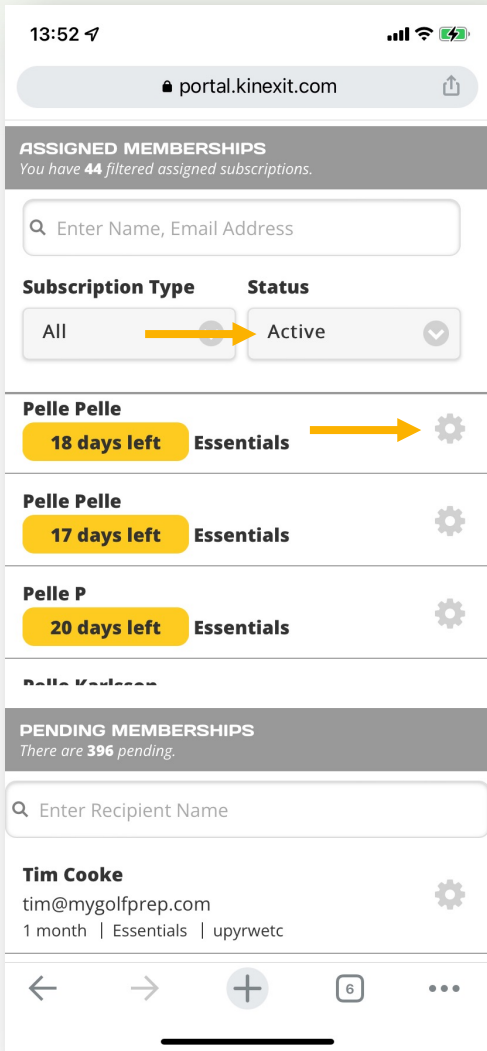 13:52
portal.kinexit.com
ASSIGNED MEMBERSHIPS
You have 44 filtered assigned subscriptions.
Enter Name, Email Address
Subscription Type Status
All Active
Pelle Pelle
18 days left Essentials
Pelle Pelle
17 days left Essentials
Pelle P
20 days left Essentials
Pelle Karlsson
PENDING MEMBERSHIPS
There are 396 pending.
Enter Recipient Name
Tim Cooke
tim@mygolfprep.com
1 month | Essentials | upyrwetc
6